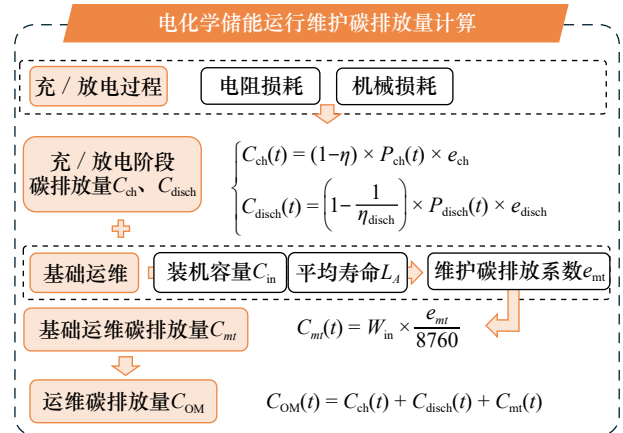 电化学储能运行维护碳排放量计算
充 / 放电过程 电阻损耗 机械损耗
充 / 放电阶段
碳排放量C_ch、C_disch
C_ch(t) = (1−η) × P_ch(t) × e_ch
C_disch(t) = (1− 1/η_disch) × P_disch(t) × e_disch
基础运维 装机容量C_in 平均寿命L_A 维护碳排放系数e_mt
基础运维碳排放量C_mt C_mt(t) = W_in × e_mt/8760
运维碳排放量C_OM C_OM(t) = C_ch(t) + C_disch(t) + C_mt(t)